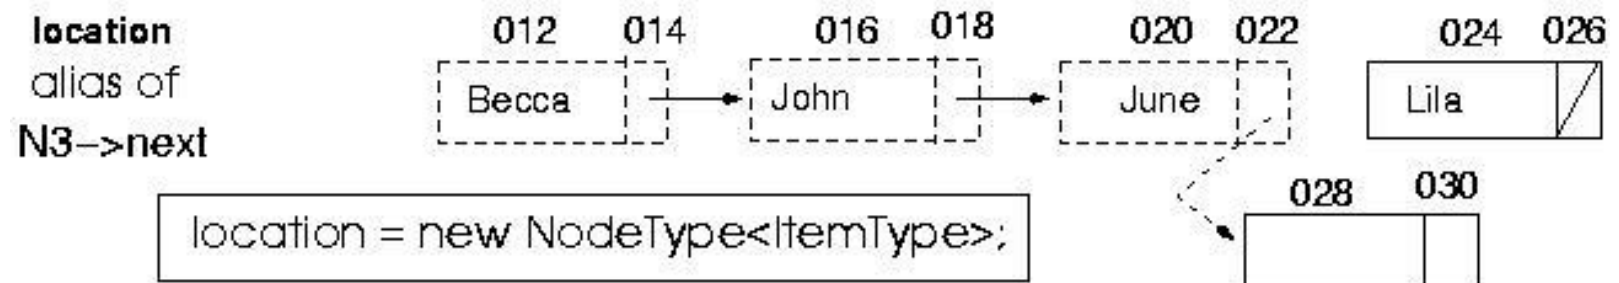 location 012 014 016 018 020 022 024 026
alias of Becca John June Lila
N3->next
028 030
location = new NodeType<ItemType>;